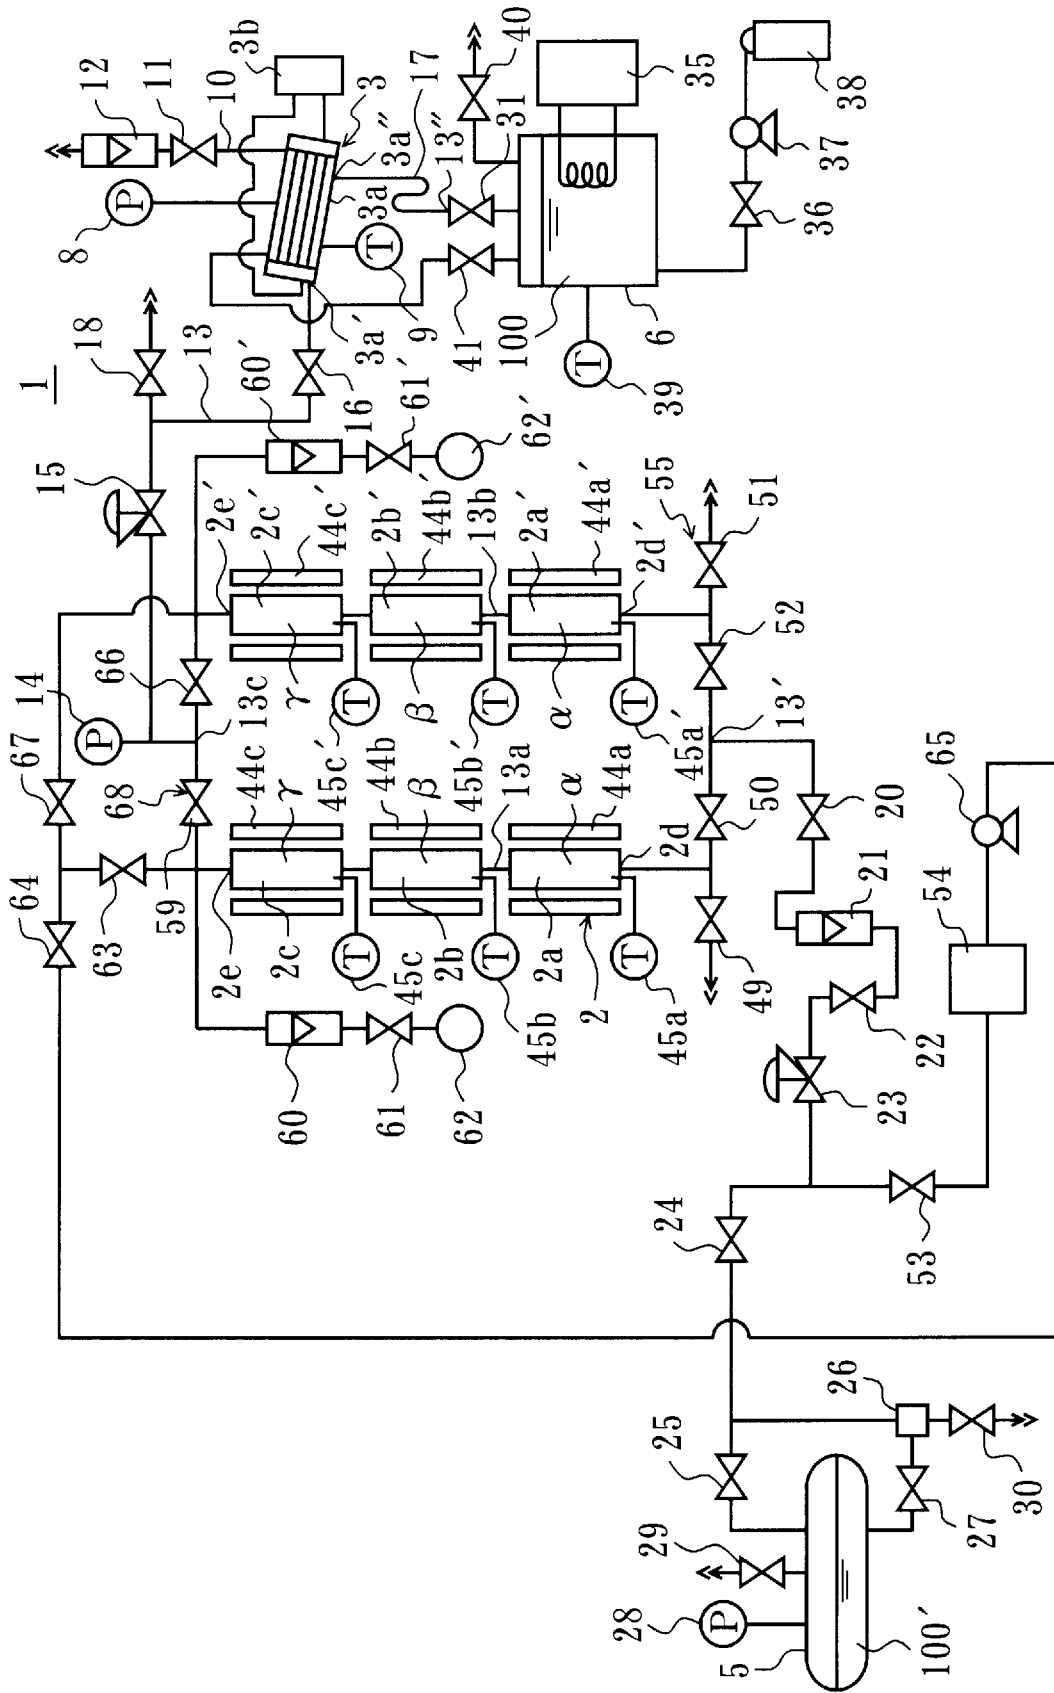 1
12
11
10
3b
3
3a″
3a
3a′
17
P
8
T
9
40
31
13″
41
35
100
6
T
39
36
37
38
18
13
15
16
60′
61′
62′
14
P
67
66
13c
68
59
64
63
2e′
2c′
44c′
2b′
44b′
13b
2a′
44a′
2d′
55
51
52
γ
β
α
T
45c′
T
45b′
T
45a′
13′
44c
γ
44b
β
13a
α
44a
2d
50
2e
2c
2b
2a
2
T
45c
T
45b
T
45a
49
60
61
62
20
21
22
23
65
54
53
24
25
26
27
30
29
28
P
5
100′